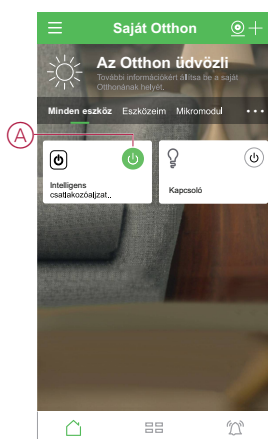 Saját Otthon
Az Otthon üdvözli
További információkért állítsa be a saját
Otthonának helyét.
Minden eszköz Eszközeim Mikromodul
A
Intelligens
csatlakozóaljzat..
Kapcsoló